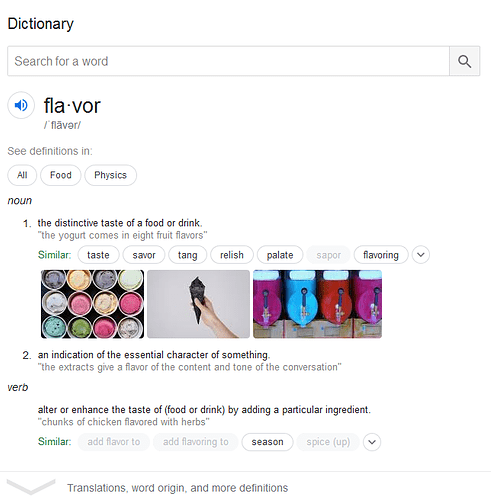 Dictionary
Search for a word
fla·vor
/ˈflāvər/
See definitions in:
All Food Physics
noun
1. the distinctive taste of a food or drink.
"the yogurt comes in eight fruit flavors"
Similar: taste savor tang relish palate sapor flavoring
2. an indication of the essential character of something.
"the extracts give a flavor of the content and tone of the conversation"
verb
alter or enhance the taste of (food or drink) by adding a particular ingredient.
"chunks of chicken flavored with herbs"
Similar: add flavor to add flavoring to season spice (up)
Translations, word origin, and more definitions